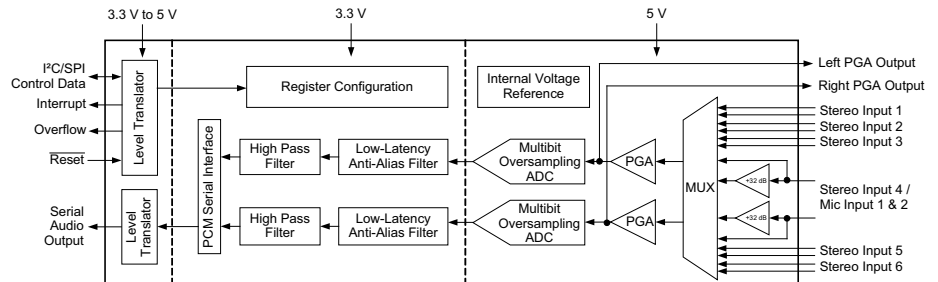 3.3 V to 5 V
3.3 V
5 V
I²C/SPI
Control Data
Interrupt
Overflow
Reset
Serial
Audio
Output
Level Translator
Level
Translator
Register Configuration
Internal Voltage
Reference
PCM Serial Interface
High Pass
Filter
Low-Latency
Anti-Alias Filter
Multibit
Oversampling
ADC
PGA
High Pass
Filter
Low-Latency
Anti-Alias Filter
Multibit
Oversampling
ADC
PGA
MUX
+32 dB
+32 dB
Left PGA Output
Right PGA Output
Stereo Input 1
Stereo Input 2
Stereo Input 3
Stereo Input 4 /
Mic Input 1 & 2
Stereo Input 5
Stereo Input 6